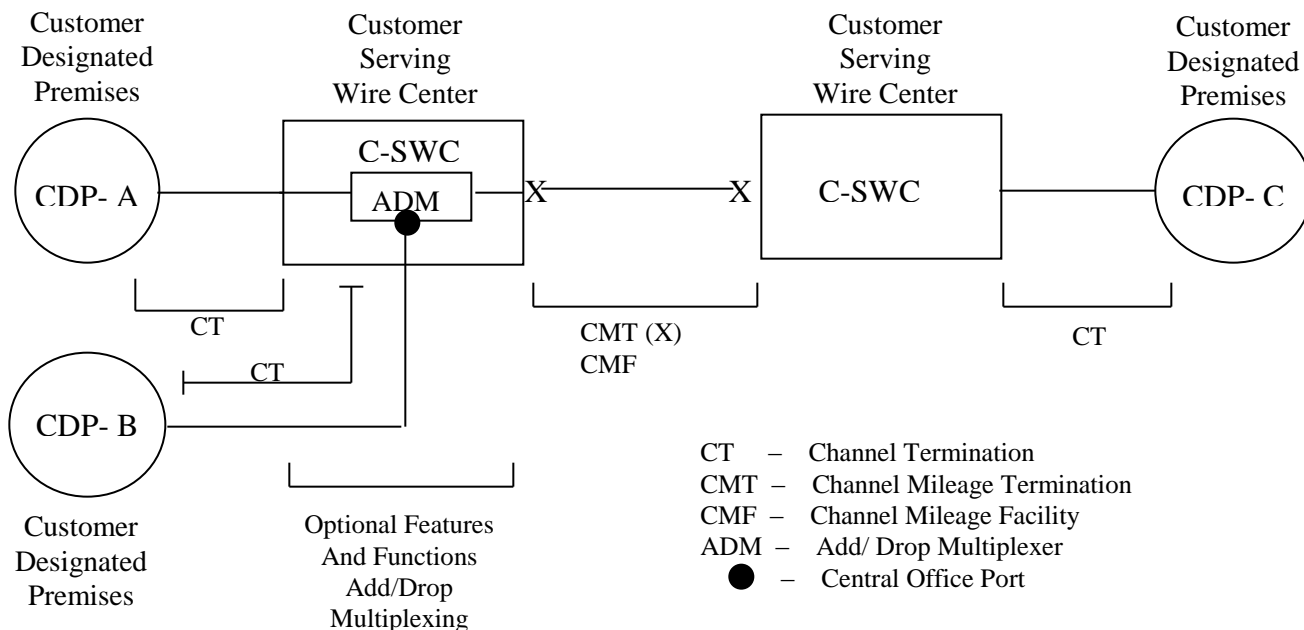 Customer
Designated
Premises
Customer
Serving
Wire Center
Customer
Serving
Wire Center
Customer
Designated
Premises
CDP- A
C-SWC
ADM
X
X
C-SWC
CDP- C
CT
CMT (X)
CMF
CT
CT
CDP- B
Customer
Designated
Premises
Optional Features
And Functions
Add/Drop
Multiplexing
CT – Channel Termination
CMT – Channel Mileage Termination
CMF – Channel Mileage Facility
ADM – Add/ Drop Multiplexer
– Central Office Port